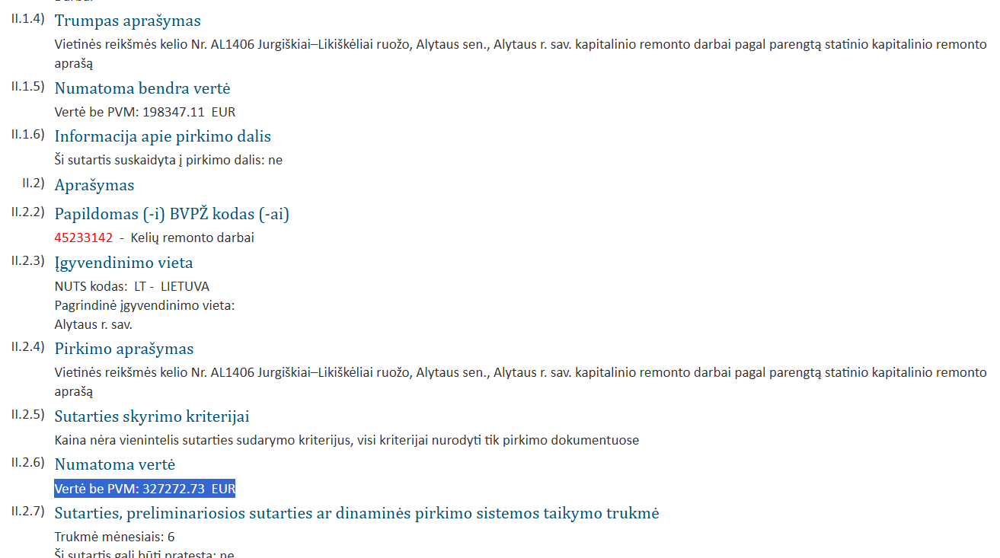 II.1.4) Trumpas aprašymas
Vietinės reikšmės kelio Nr. AL1406 Jurgiškiai–Likiškėliai ruožo, Alytaus sen., Alytaus r. sav. kapitalinio remonto darbai pagal parengtą statinio kapitalinio remonto
aprašą
II.1.5) Numatoma bendra vertė
Vertė be PVM: 198347.11 EUR
II.1.6) Informacija apie pirkimo dalis
Ši sutartis suskaidyta į pirkimo dalis: ne
II.2) Aprašymas
II.2.2) Papildomas (-i) BVPŽ kodas (-ai)
45233142 - Kelių remonto darbai
II.2.3) Įgyvendinimo vieta
NUTS kodas: LT - LIETUVA
Pagrindinė įgyvendinimo vieta:
Alytaus r. sav.
II.2.4) Pirkimo aprašymas
Vietinės reikšmės kelio Nr. AL1406 Jurgiškiai–Likiškėliai ruožo, Alytaus sen., Alytaus r. sav. kapitalinio remonto darbai pagal parengtą statinio kapitalinio remonto
aprašą
II.2.5) Sutarties skyrimo kriterijai
Kaina nėra vienintelis sutarties sudarymo kriterijus, visi kriterijai nurodyti tik pirkimo dokumentuose
II.2.6) Numatoma vertė
Vertė be PVM: 327272.73 EUR
II.2.7) Sutarties, preliminariosios sutarties ar dinaminės pirkimo sistemos taikymo trukmė
Trukmė mėnesiais: 6
Ši sutartis gali būti pratęsta: ne